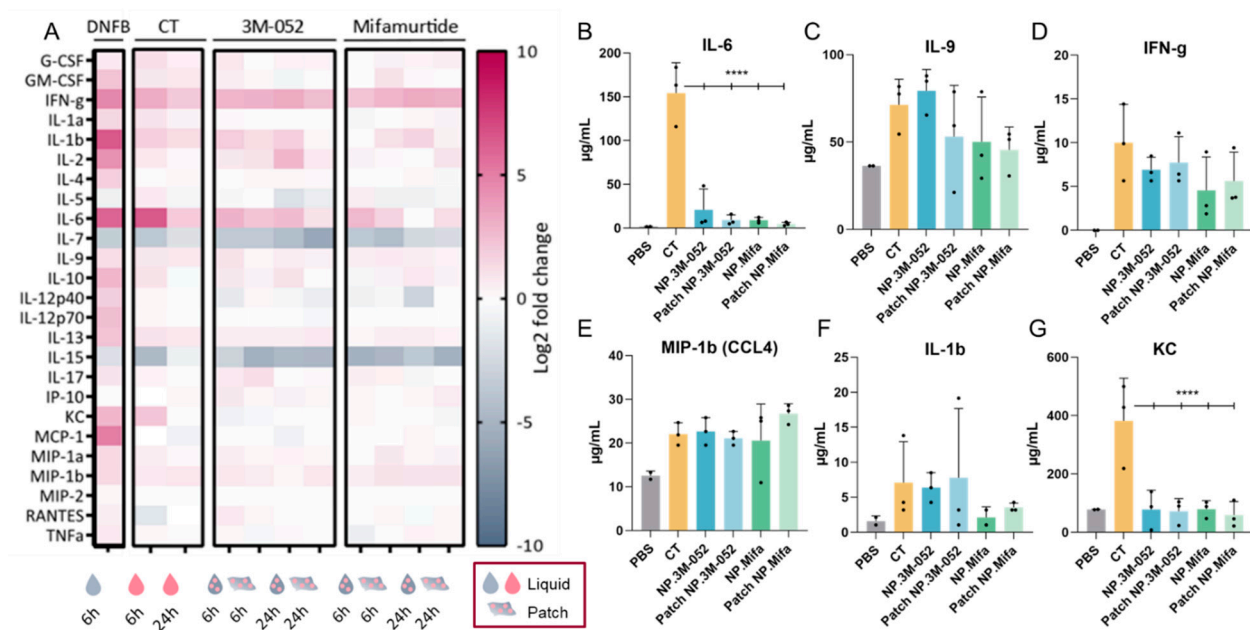 A
DNFB CT 3M-052 Mifamurtide
G-CSF
GM-CSF
IFN-g
IL-1a
IL-1b
IL-2
IL-4
IL-5
IL-6
IL-7
IL-9
IL-10
IL-12p40
IL-12p70
IL-13
IL-15
IL-17
IP-10
KC
MCP-1
MIP-1a
MIP-1b
MIP-2
RANTES
TNFa
10
5
0
-5
-10
Log2 fold change
6h 6h 24h 6h 6h 24h 24h 6h 6h 24h 24h
Liquid
Patch
B
IL-6
µg/mL
200
150
100
50
0
****
PBS
CT
NP.3M-052
Patch NP.3M-052
NP.Mifa
Patch NP.Mifa
C
IL-9
µg/mL
100
50
0
PBS
CT
NP.3M-052
Patch NP.3M-052
NP.Mifa
Patch NP.Mifa
D
IFN-g
µg/mL
20
15
10
5
0
PBS
CT
NP.3M-052
Patch NP.3M-052
NP.Mifa
Patch NP.Mifa
E
MIP-1b (CCL4)
µg/mL
40
30
20
10
0
PBS
CT
NP.3M-052
Patch NP.3M-052
NP.Mifa
Patch NP.Mifa
F
IL-1b
µg/mL
25
20
15
10
5
0
PBS
CT
NP.3M-052
Patch NP.3M-052
NP.Mifa
Patch NP.Mifa
G
KC
µg/mL
600
400
200
0
****
PBS
CT
NP.3M-052
Patch NP.3M-052
NP.Mifa
Patch NP.Mifa